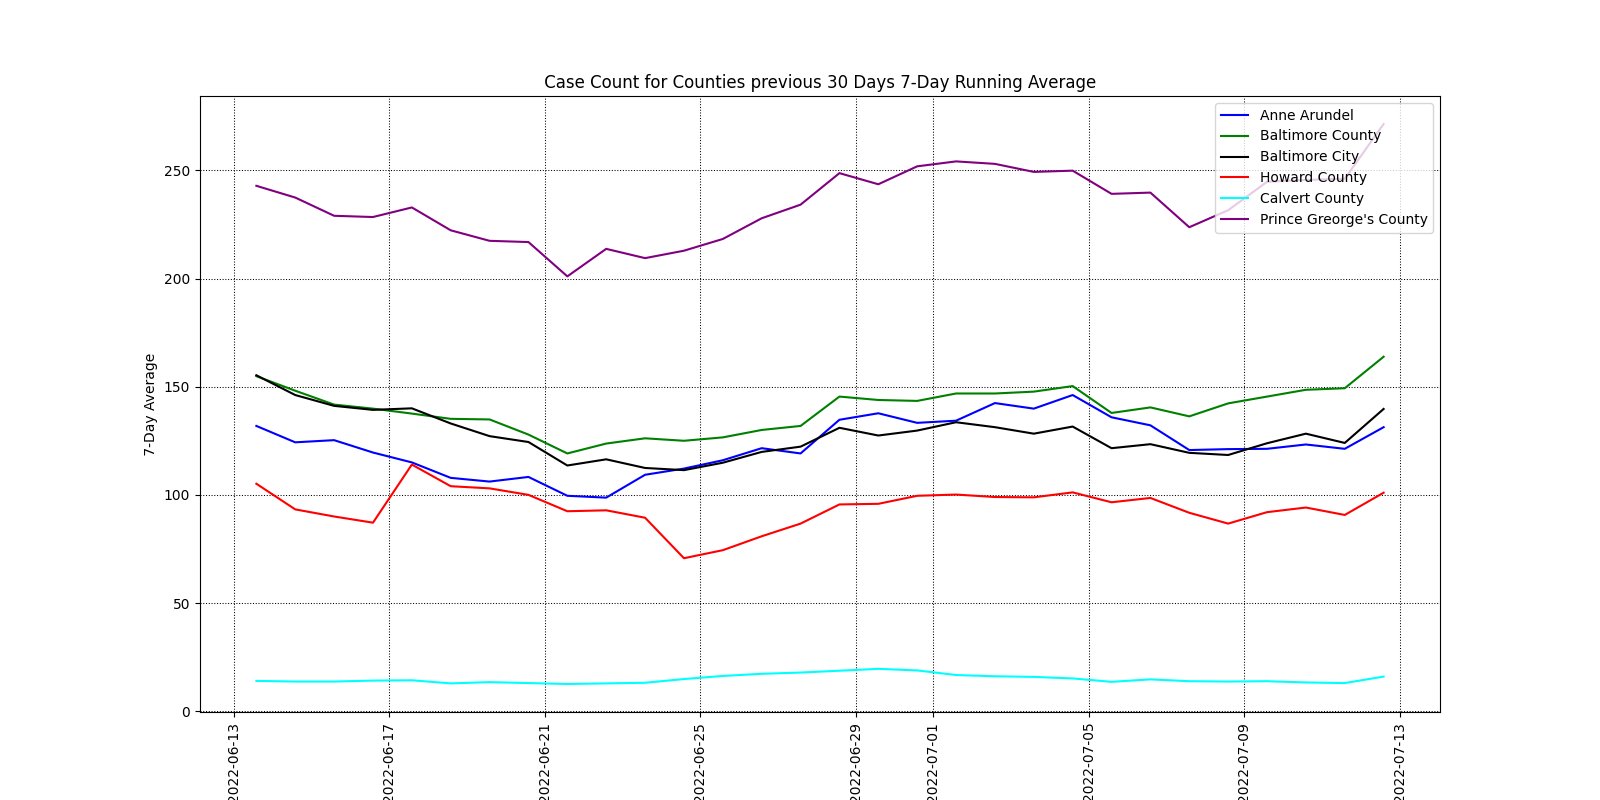 Case Count for Counties previous 30 Days 7-Day Running Average
Anne Arundel
Baltimore County
Baltimore City
Howard County
Calvert County
Prince Greorge's County
7-Day Average
250
200
150
100
50
0
2022-06-13
2022-06-17
2022-06-21
2022-06-25
2022-06-29
2022-07-01
2022-07-05
2022-07-09
2022-07-13